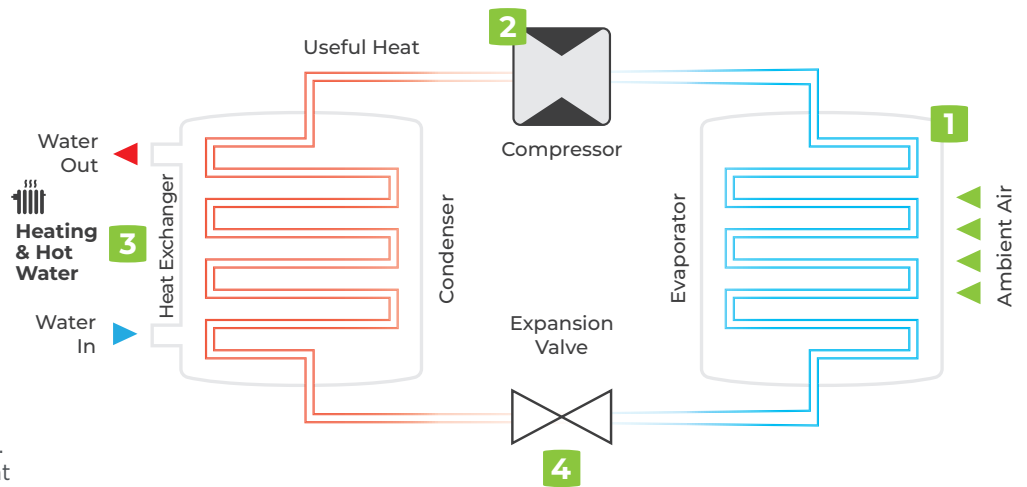 2
Useful Heat
1
Compressor
Water
Out
Heating
& Hot
Water
3
Heat Exchanger
Condenser
Evaporator
Ambient Air
Water
In
Expansion
Valve
4